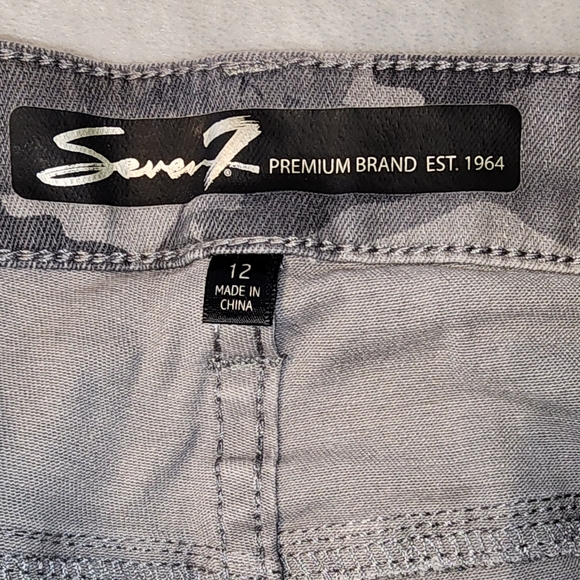 Seven7® PREMIUM BRAND EST. 1964
12
MADE IN
CHINA